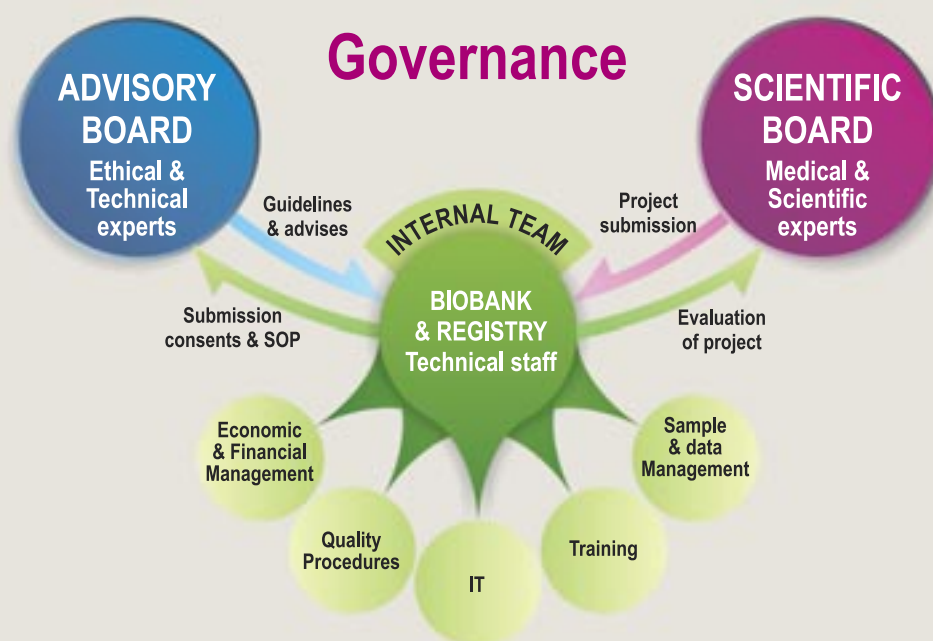 Governance
ADVISORY
BOARD
Ethical &
Technical
experts
SCIENTIFIC
BOARD
Medical &
Scientific
experts
Guidelines
& advises
Project
submission
INTERNAL TEAM
Submission
consents & SOP
BIOBANK
& REGISTRY
Technical staff
Evaluation
of project
Economic
& Financial
Management
Quality
Procedures
IT
Training
Sample
& data
Management